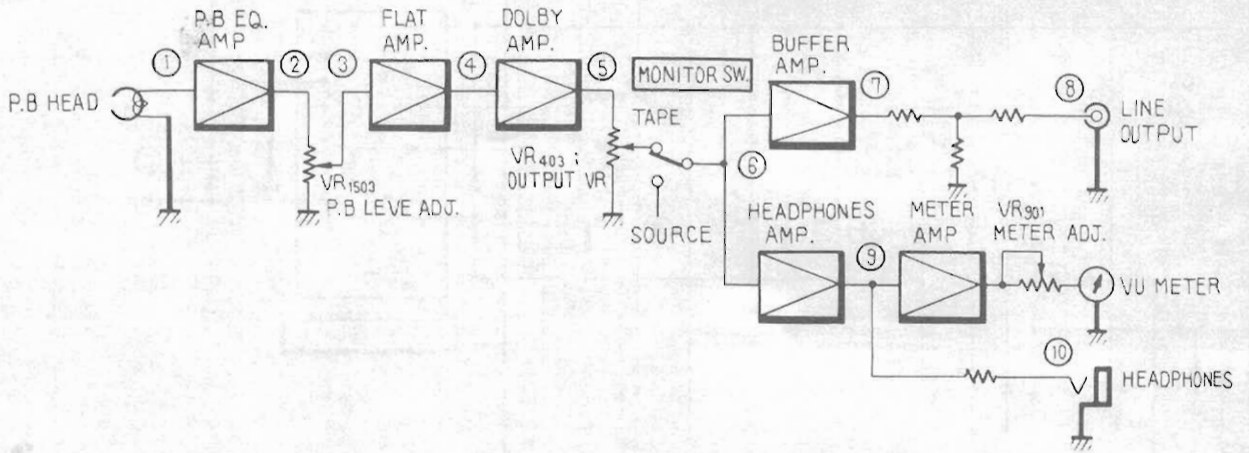 P.B HEAD
①
P.B EQ.
AMP
②
VR1503
P.B LEVE ADJ.
③
FLAT
AMP.
④
DOLBY
AMP.
⑤
VR403 ;
OUTPUT VR
MONITOR SW.
TAPE
SOURCE
⑥
BUFFER
AMP.
⑦
⑧
LINE
OUTPUT
HEADPHONES
AMP.
⑨
METER
AMP
VR901
METER ADJ.
VU METER
⑩
HEADPHONES